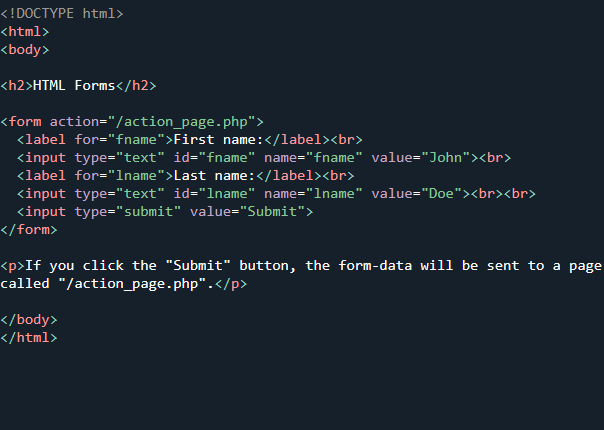 <!DOCTYPE html>
<html>
<body>
<h2>HTML Forms</h2>
<form action="/action_page.php">
<label for="fname">First name:</label><br>
<input type="text" id="fname" name="fname" value="John"><br>
<label for="lname">Last name:</label><br>
<input type="text" id="lname" name="lname" value="Doe"><br><br>
<input type="submit" value="Submit">
</form>
<p>If you click the "Submit" button, the form-data will be sent to a page
called "/action_page.php".</p>
</body>
</html>